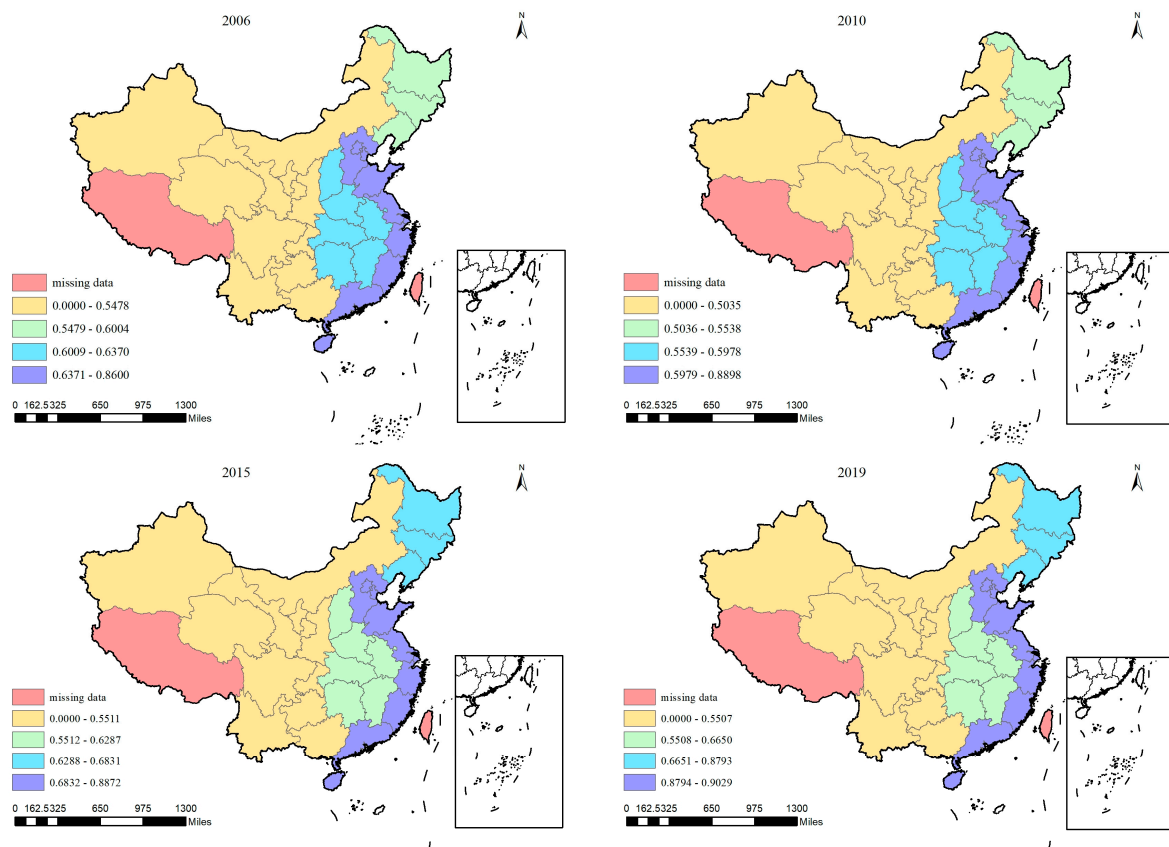 2006
N
missing data
0.0000 - 0.5478
0.5479 - 0.6004
0.6009 - 0.6370
0.6371 - 0.8600
0 162.5325 650 975 1300
Miles
2010
N
missing data
0.0000 - 0.5035
0.5036 - 0.5538
0.5539 - 0.5978
0.5979 - 0.8898
0 162.5325 650 975 1300
Miles
2015
N
missing data
0.0000 - 0.5511
0.5512 - 0.6287
0.6288 - 0.6831
0.6832 - 0.8872
0 162.5325 650 975 1300
Miles
2019
N
missing data
0.0000 - 0.5507
0.5508 - 0.6650
0.6651 - 0.8793
0.8794 - 0.9029
0 162.5325 650 975 1300
Miles